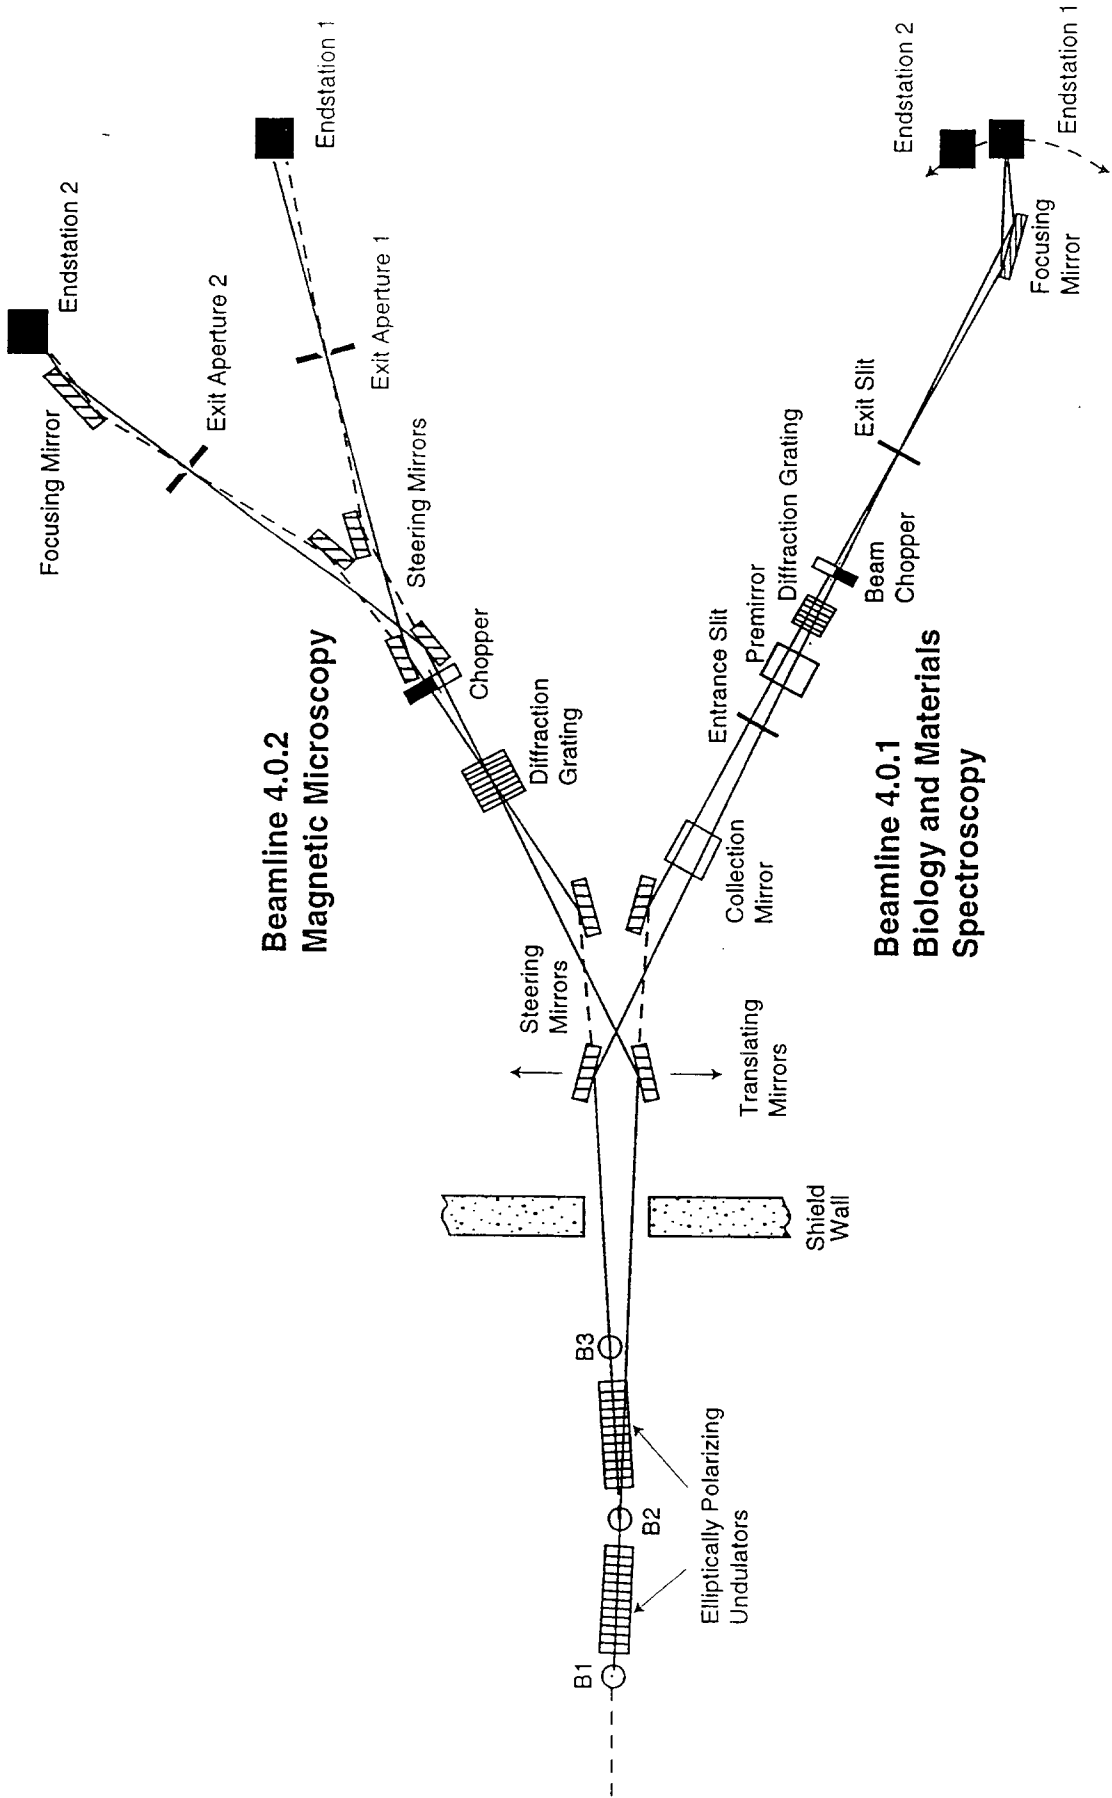 Endstation 2
Endstation 1
Focusing Mirror
Exit Aperture 2
Exit Aperture 1
Steering Mirrors
Chopper
Diffraction
Grating
Beamline 4.0.2
Magnetic Microscopy
Steering
Mirrors
Translating
Mirrors
Shield
Wall
B3
B2
B1
Elliptically Polarizing
Undulators
Beamline 4.0.1
Biology and Materials
Spectroscopy
Collection
Mirror
Entrance Slit
Premirror
Diffraction Grating
Beam
Chopper
Exit Slit
Focusing
Mirror
Endstation 2
Endstation 1